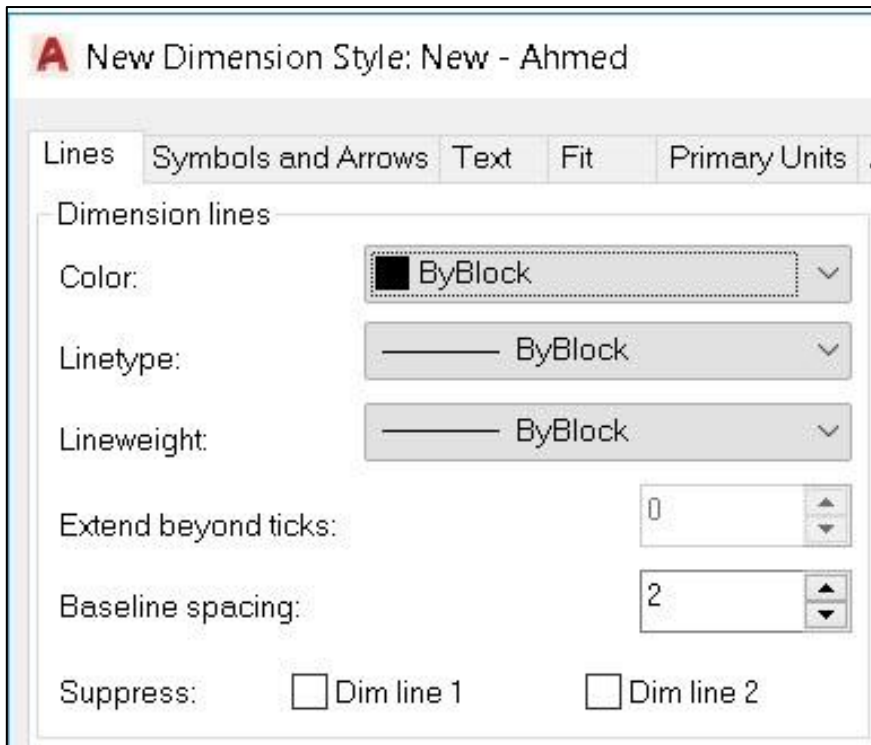 New Dimension Style: New - Ahmed
Lines Symbols and Arrows Text Fit Primary Units
Dimension lines
Color: ByBlock
Linetype: ByBlock
Lineweight: ByBlock
Extend beyond ticks: 0
Baseline spacing: 2
Suppress: Dim line 1 Dim line 2